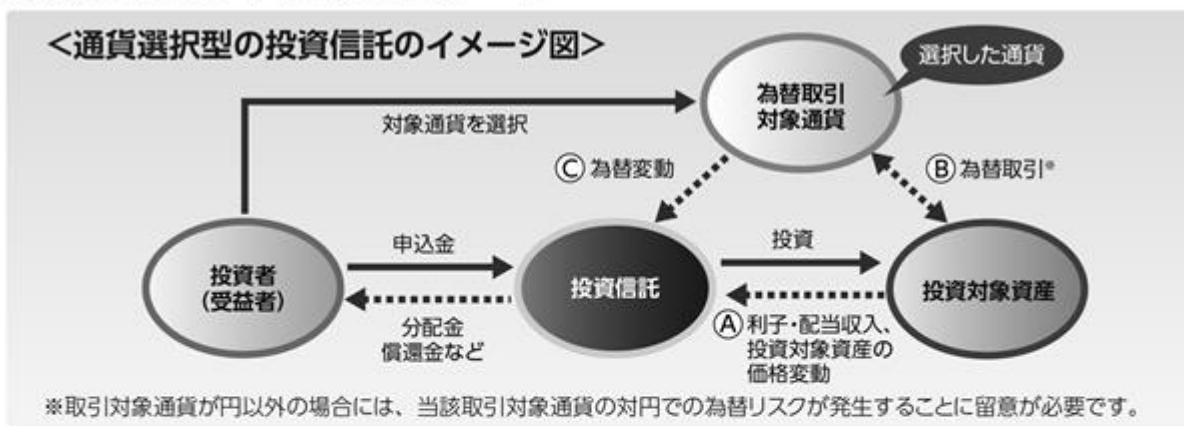 <通貨選択型の投資信託のイメージ図>
選択した通貨
為替取引
対象通貨
対象通貨を選択
Ⓒ為替変動
Ⓑ為替取引※
申込金
投資
投資者
(受益者)
投資信託
投資対象資産
分配金
償還金など
Ⓐ利子・配当収入、
投資対象資産の
価格変動
※取引対象通貨が円以外の場合には、当該取引対象通貨の対円での為替リスクが発生することに留意が必要です。